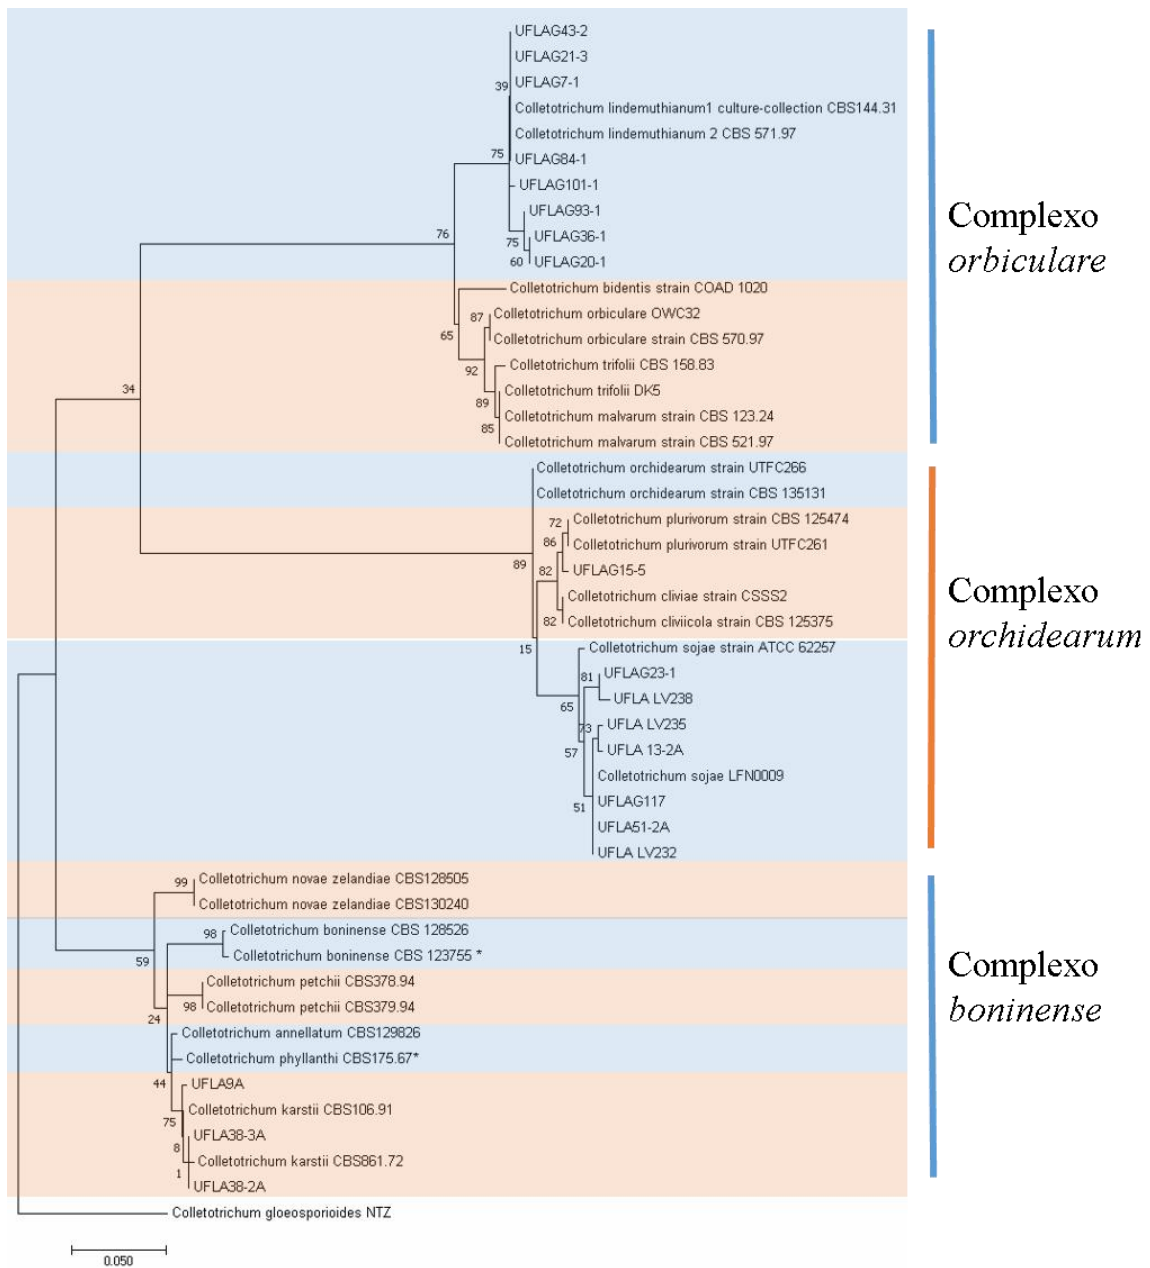 UFLAG43-2
UFLAG21-3
UFLAG7-1
39
Colletotrichum lindemuthianum1 culture-collection CBS144.31
Colletotrichum lindemuthianum 2 CBS 571.97
75
UFLAG84-1
UFLAG101-1
UFLAG93-1
76
UFLAG36-1
75
60
UFLAG20-1
Complexo
orbiculare
Colletotrichum bidentis strain COAD 1020
87
Colletotrichum orbiculare OWC32
65
Colletotrichum orbiculare strain CBS 570.97
Colletotrichum trifolii CBS 158.83
92
34
Colletotrichum trifolii DK5
89
Colletotrichum malvarum strain CBS 123.24
85
Colletotrichum malvarum strain CBS 521.97
Colletotrichum orchidearum strain UTFC266
Colletotrichum orchidearum strain CBS 135131
72
Colletotrichum plurivorum strain CBS 125474
86
Colletotrichum plurivorum strain UTFC261
89
82
UFLAG15-5
Colletotrichum cliviae strain CSSS2
82
Colletotrichum cliviicola strain CBS 125375
Complexo
orchidearum
15
Colletotrichum sojae strain ATCC 62257
81
UFLAG23-1
UFLA LV238
65
73
UFLA LV235
57
UFLA 13-2A
Colletotrichum sojae LFN0009
51
UFLAG117
UFLA51-2A
UFLA LV232
99
Colletotrichum novae zelandiae CBS128505
Colletotrichum novae zelandiae CBS130240
98
Colletotrichum boninense CBS 128526
59
Colletotrichum boninense CBS 123755 *
Colletotrichum petchii CBS378.94
98
Colletotrichum petchii CBS379.94
24
Colletotrichum annellatum CBS129826
Colletotrichum phyllanthi CBS175.67*
Complexo
boninense
44
UFLA9A
Colletotrichum karstii CBS106.91
75
UFLA38-3A
8
Colletotrichum karstii CBS861.72
1
UFLA38-2A
Colletotrichum gloeosporioides NTZ
0.050